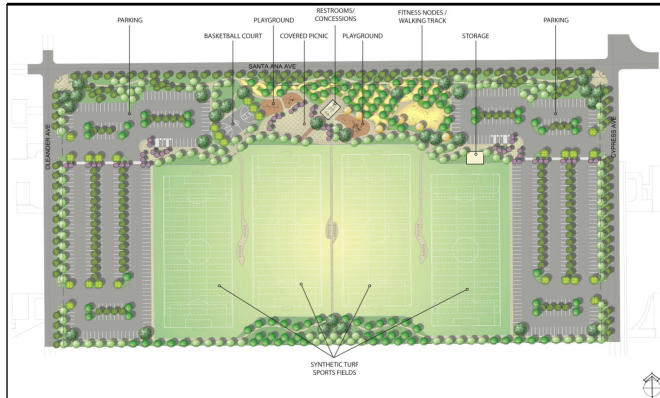 PARKING
BASKETBALL COURT
PLAYGROUND
COVERED PICNIC
RESTROOMS/
CONCESSIONS
PLAYGROUND
FITNESS NODES /
WALKING TRACK
STORAGE
PARKING
SANTA ANA AVE
OLEANDER AVE
CYPRESS AVE
SYNTHETIC TURF
SPORTS FIELDS